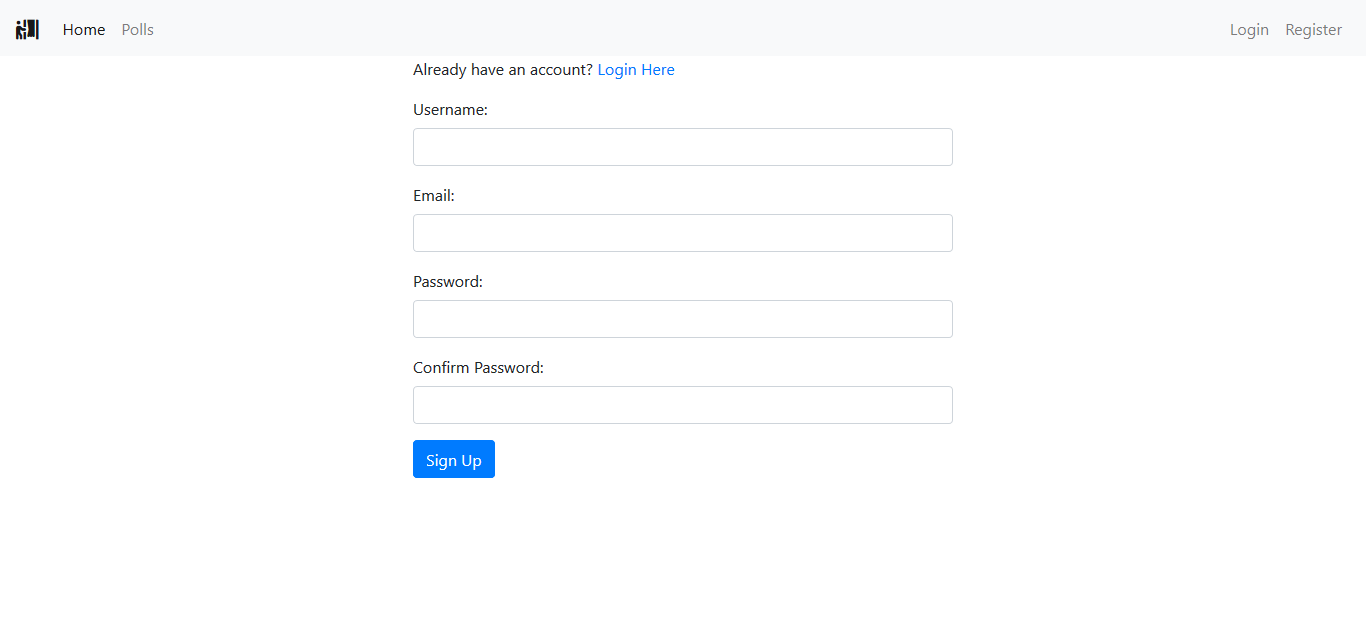 Home Polls Login Register
Already have an account? Login Here
Username:
Email:
Password:
Confirm Password:
Sign Up